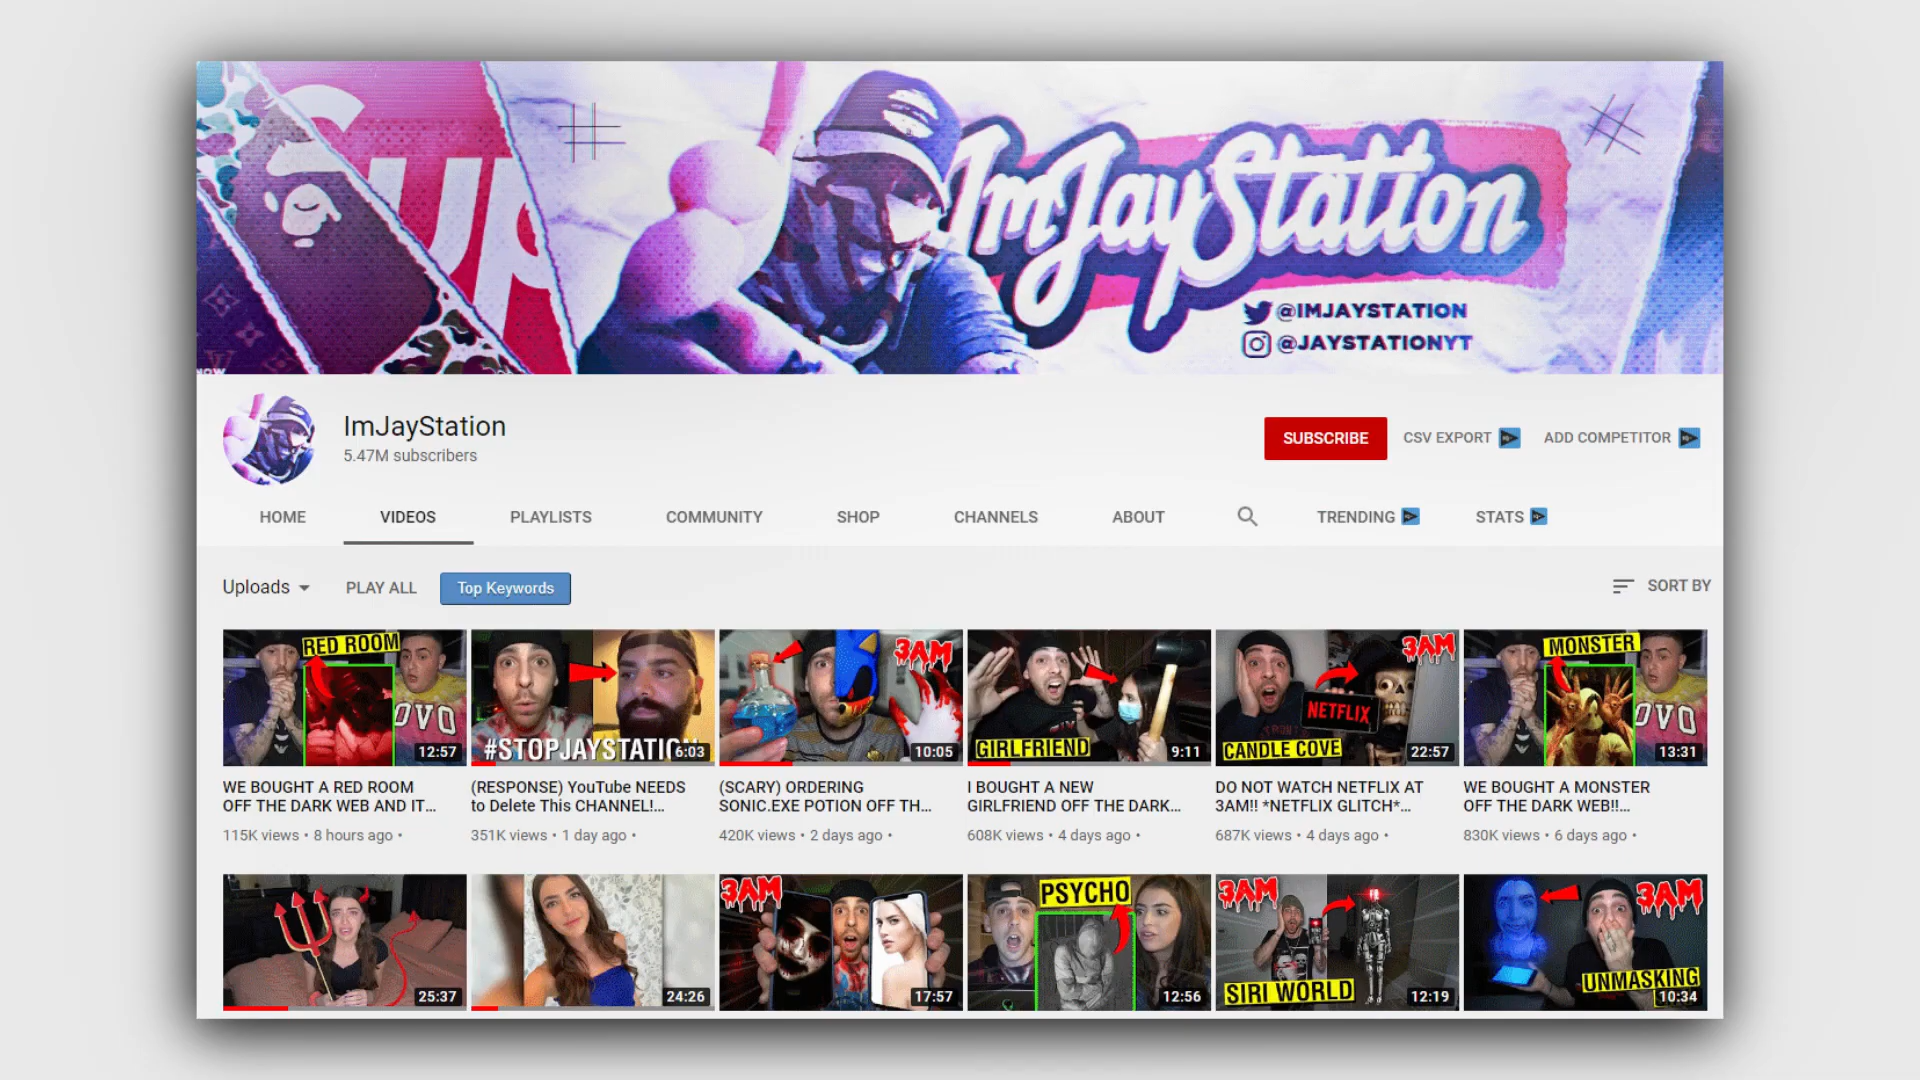 SUP
ImJayStation
@IMJAYSTATION
@JAYSTATIONYT
ImJayStation
5.47M subscribers
SUBSCRIBE
CSV EXPORT
ADD COMPETITOR
HOME
VIDEOS
PLAYLISTS
COMMUNITY
SHOP
CHANNELS
ABOUT
TRENDING
STATS
Uploads
PLAY ALL
Top Keywords
SORT BY
RED ROOM
OVO
12:57
#STOPJAYSTATIO
6:03
3AM
10:05
GIRLFRIEND
9:11
3AM
NETFLIX
CANDLE COVE
22:57
MONSTER
OVO
13:31
WE BOUGHT A RED ROOM
OFF THE DARK WEB AND IT...
115K views • 8 hours ago •
(RESPONSE) YouTube NEEDS
to Delete This CHANNEL!...
351K views • 1 day ago •
(SCARY) ORDERING
SONIC.EXE POTION OFF TH...
420K views • 2 days ago •
I BOUGHT A NEW
GIRLFRIEND OFF THE DARK...
608K views • 4 days ago •
DO NOT WATCH NETFLIX AT
3AM!! *NETFLIX GLITCH*...
687K views • 4 days ago •
WE BOUGHT A MONSTER
OFF THE DARK WEB!!...
830K views • 6 days ago •
25:37
24:26
3AM
17:57
PSYCHO
12:56
3AM
SIRI WORLD
12:19
3AM
UNMASKING
10:34